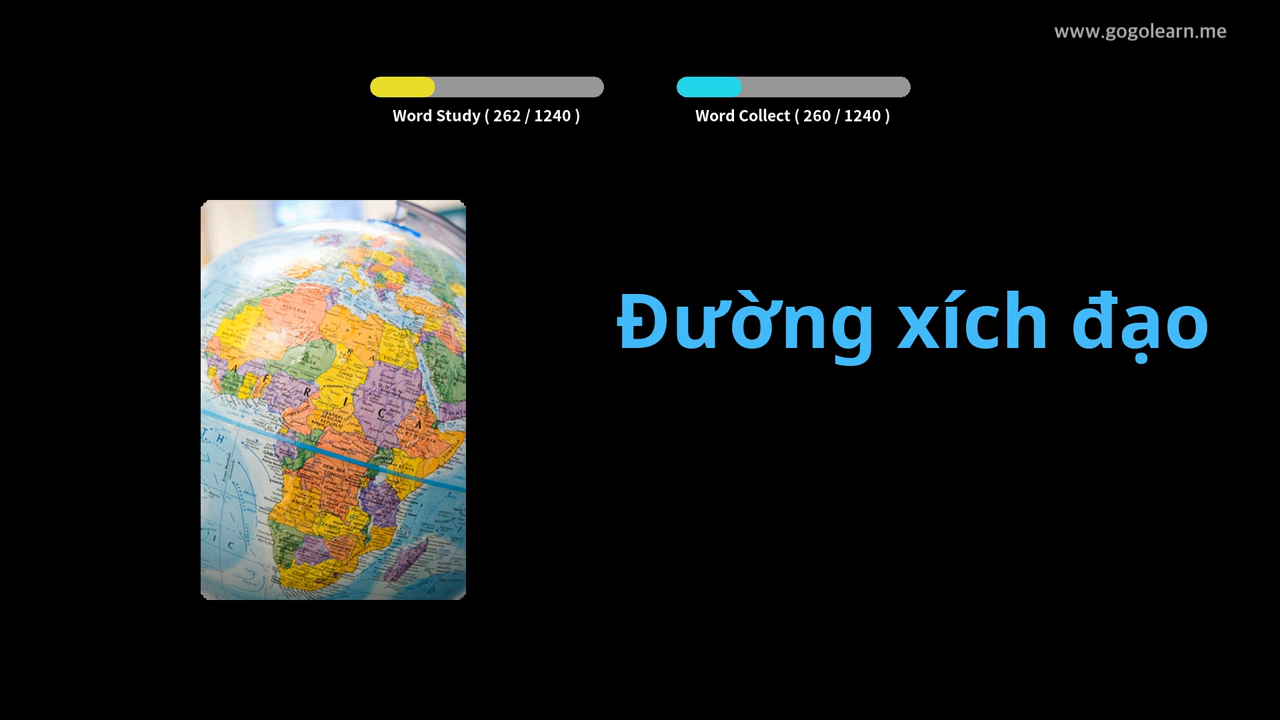 www.gogolearn.me
Word Study ( 262 / 1240 )
Word Collect ( 260 / 1240 )
Đường xích đạo
A F R I C A